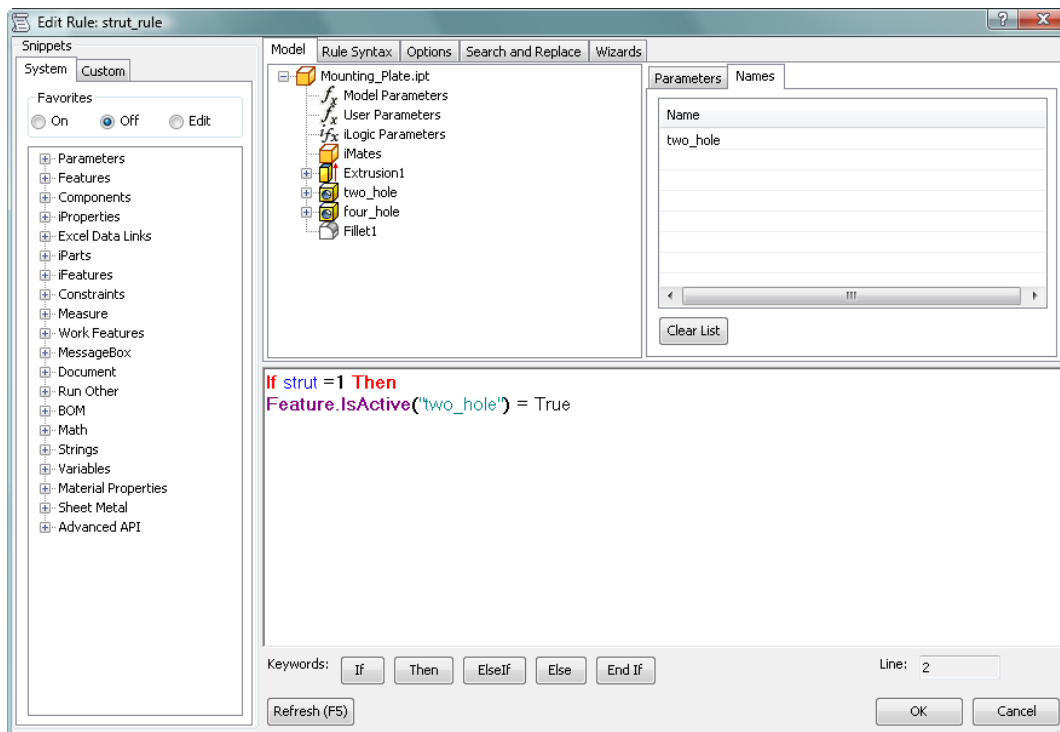 Edit Rule: strut_rule
?
X
Snippets
System Custom
Favorites
On Off Edit
Parameters
Features
Components
iProperties
Excel Data Links
iParts
iFeatures
Constraints
Measure
Work Features
MessageBox
Document
Run Other
BOM
Math
Strings
Variables
Material Properties
Sheet Metal
Advanced API
Model Rule Syntax Options Search and Replace Wizards
Mounting_Plate.ipt
fx Model Parameters
fx User Parameters
ifx iLogic Parameters
iMates
Extrusion1
two_hole
four_hole
Fillet1
Parameters Names
Name
two_hole
Clear List
If strut =1 Then
Feature.IsActive("two_hole") = True
Keywords: If Then ElseIf Else End If Line: 2
Refresh (F5) OK Cancel